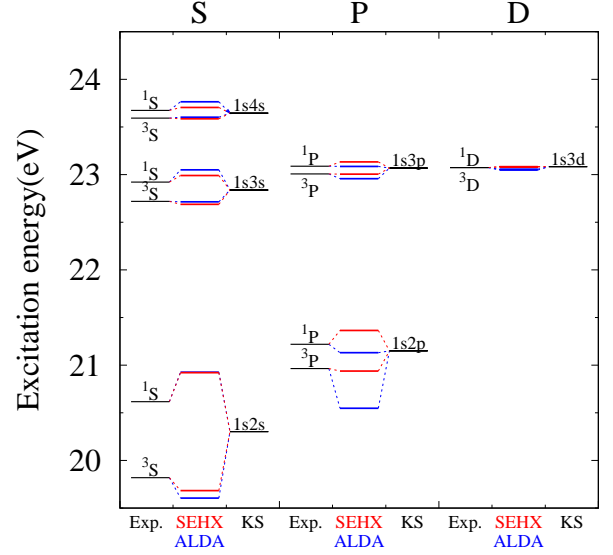 S P D
Excitation energy(eV)
24
23
22
21
20
¹S
³S
1s4s
¹S
³S
1s3s
¹S
³S
1s2s
¹P
³P
1s3p
¹P
³P
1s2p
¹D
³D
1s3d
Exp. SEHX KS Exp. SEHX KS Exp. SEHX KS
ALDA ALDA ALDA